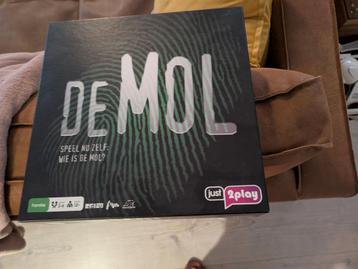 DE MOL
SPEEL NU ZELF:
WIE IS DE MOL?
just
2play